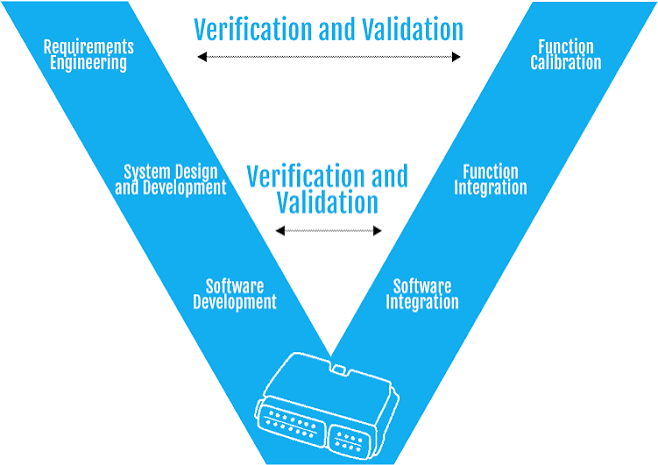 Verification and Validation
Requirements
Engineering
Function
Calibration
System Design
and Development
Verification and
Validation
Function
Integration
Software
Development
Software
Integration